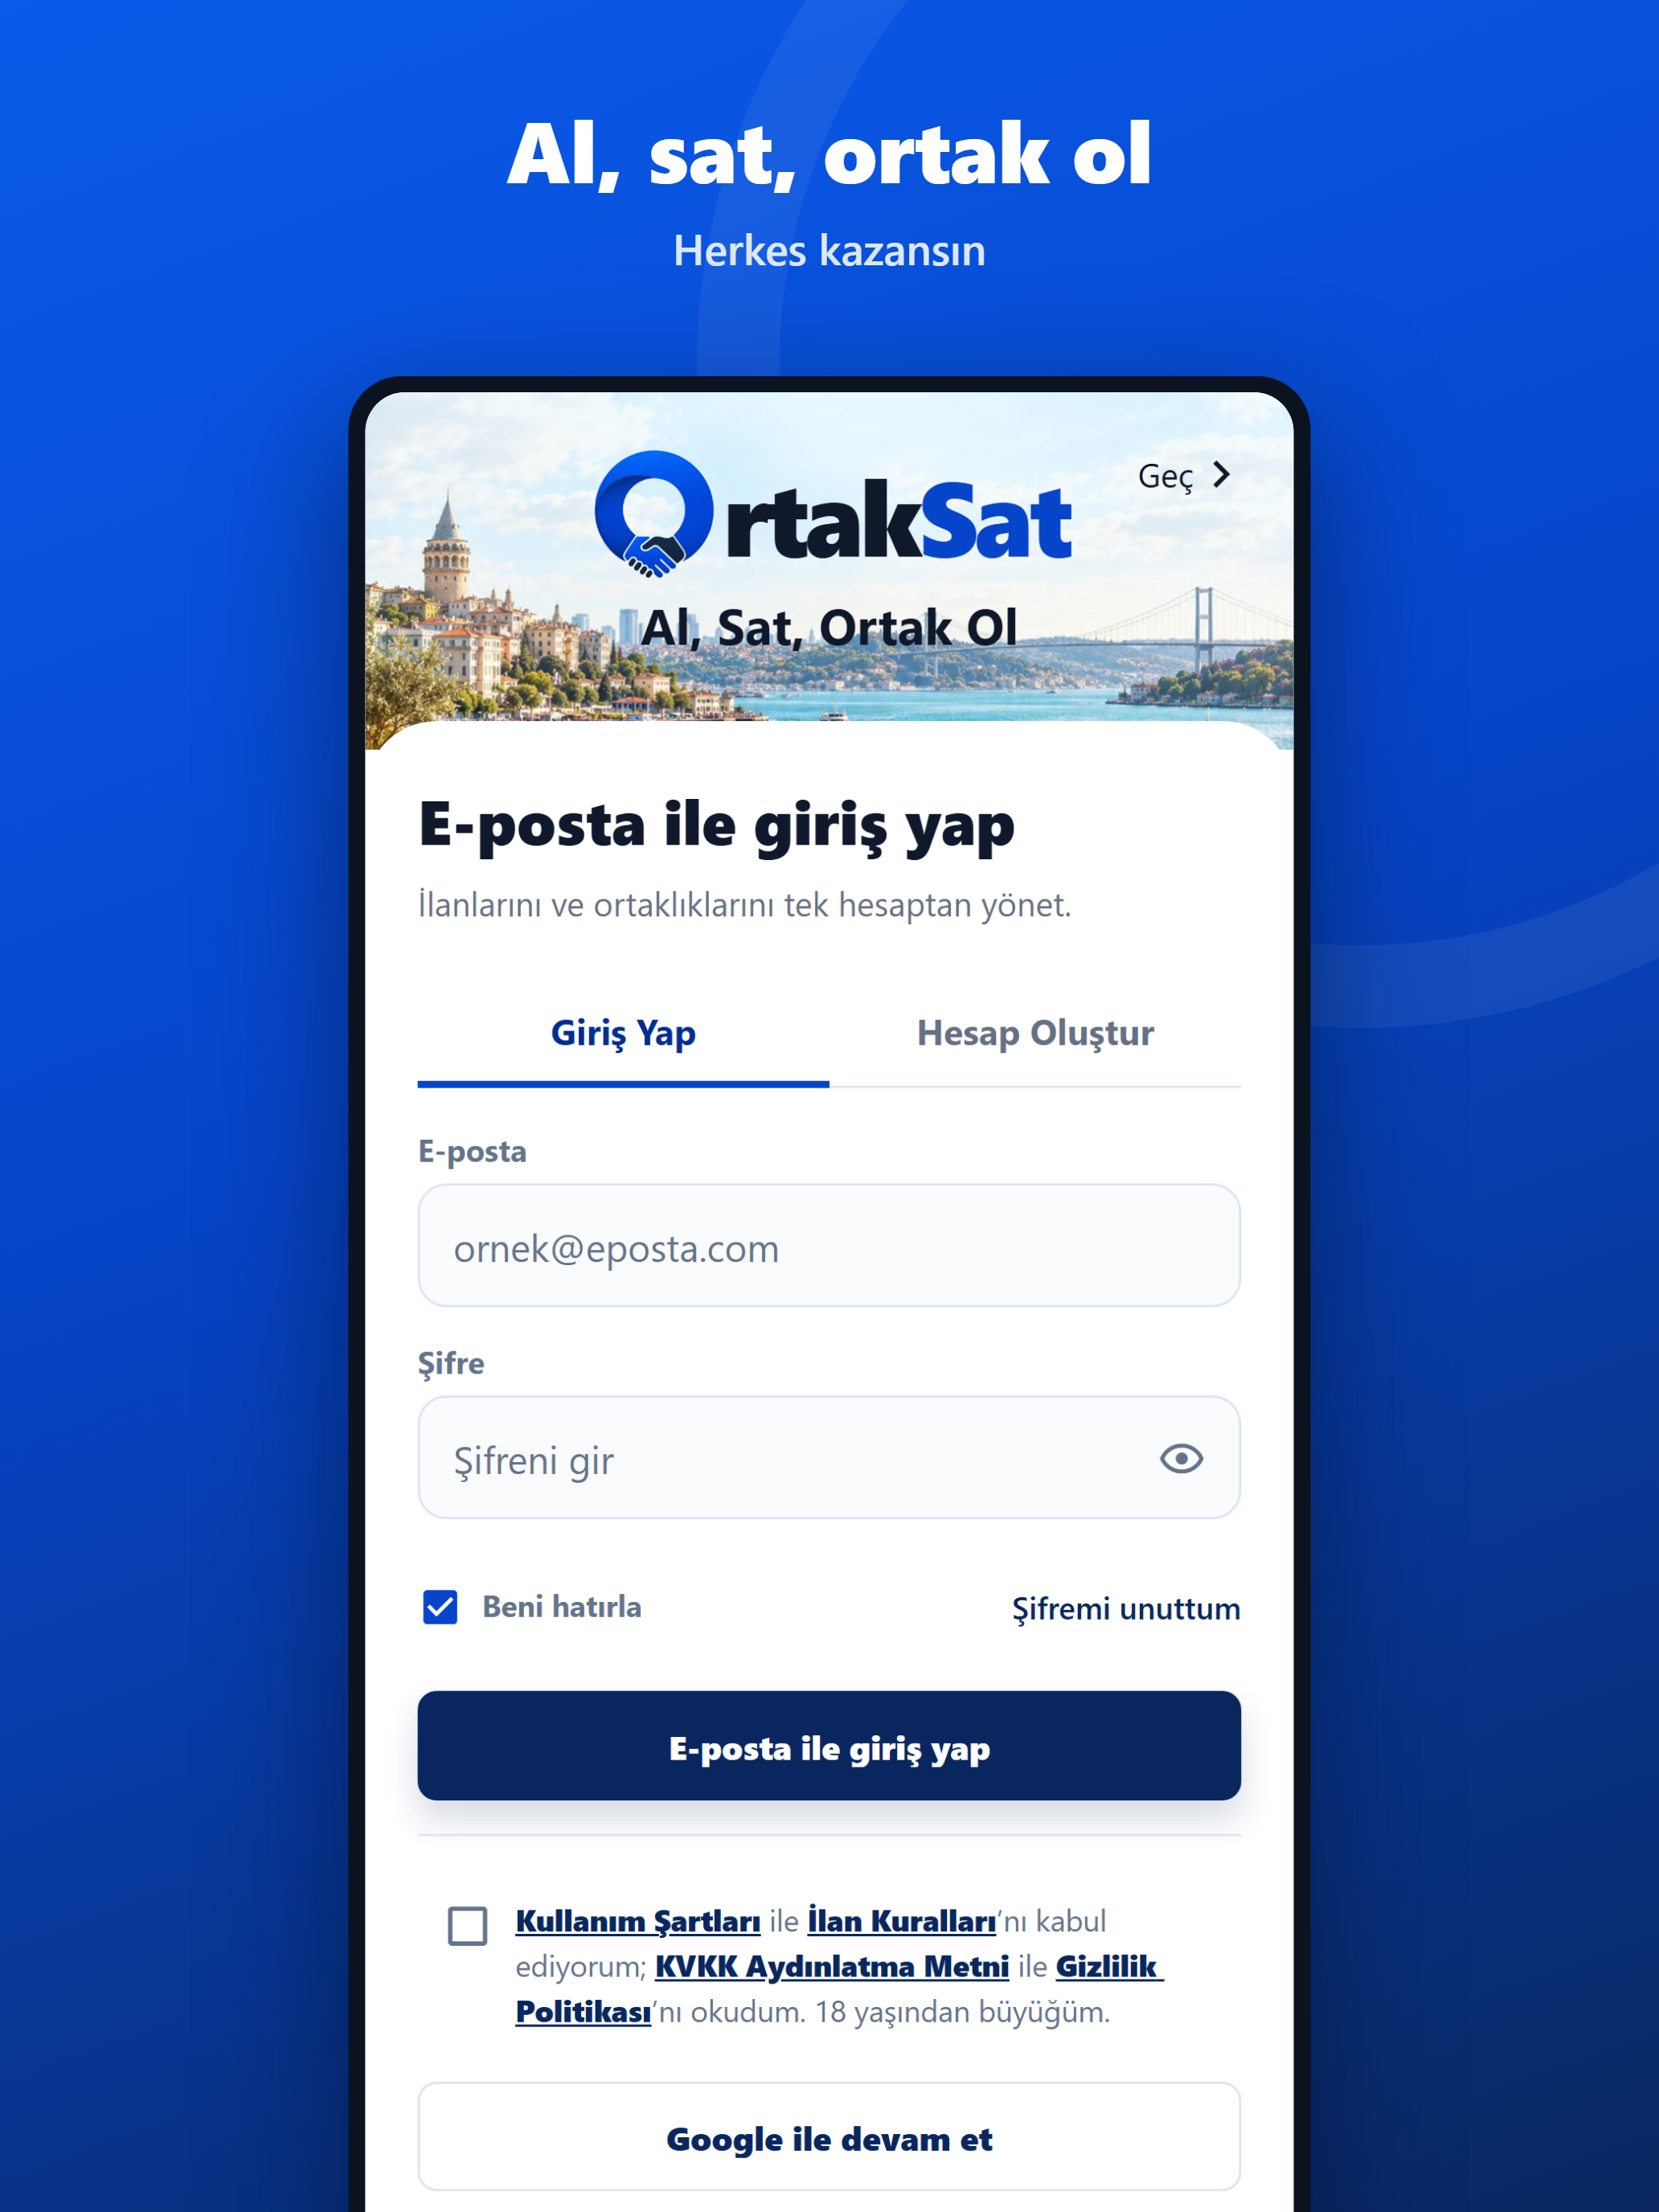 Al, sat, ortak ol
Herkes kazansın
Geç
OrtakSat
Al, Sat, Ortak Ol
E-posta ile giriş yap
İlanlarını ve ortaklıklarını tek hesaptan yönet.
Giriş Yap
Hesap Oluştur
E-posta
ornek@eposta.com
Şifre
Şifreni gir
Beni hatırla
Şifremi unuttum
E-posta ile giriş yap
Kullanım Şartları ile İlan Kuralları’nı kabul
ediyorum; KVKK Aydınlatma Metni ile Gizlilik
Politikası’nı okudum. 18 yaşından büyüğüm.
Google ile devam et